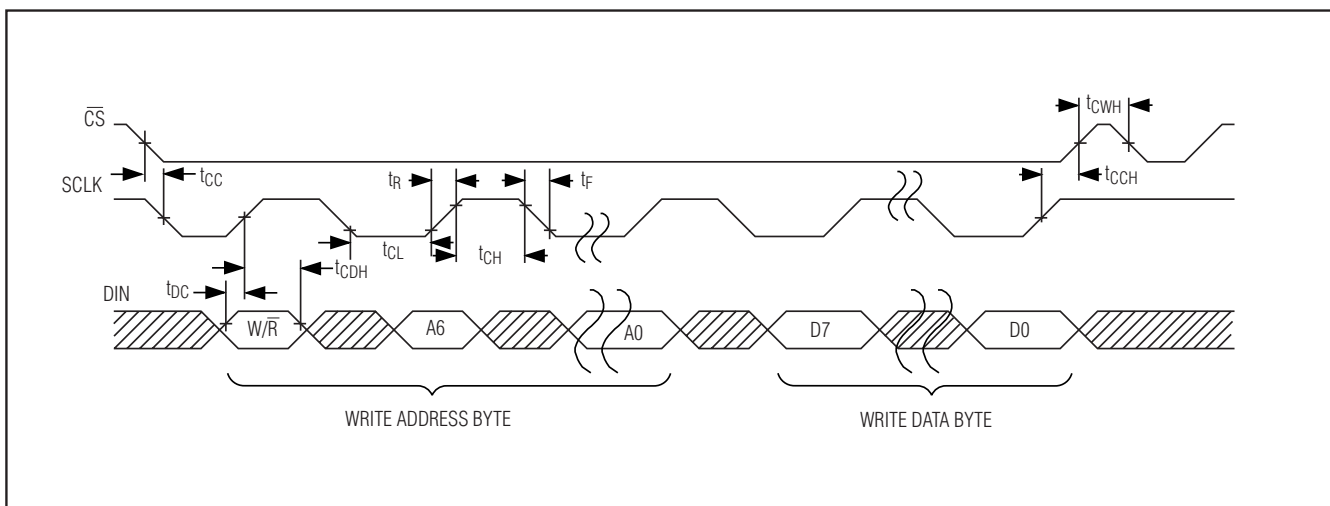 tCWH
C̅S̅
tCC
tR
tF
tCCH
SCLK
tCL
tCH
tCDH
tDC
DIN
W/R̅
A6
A0
D7
D0
WRITE ADDRESS BYTE
WRITE DATA BYTE